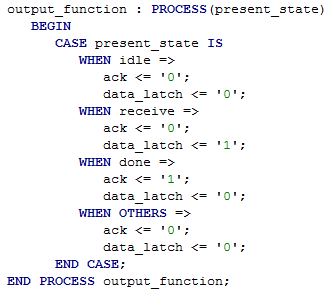 output_function : PROCESS(present_state)
BEGIN
CASE present_state IS
WHEN idle =>
ack <= '0';
data_latch <= '0';
WHEN receive =>
ack <= '0';
data_latch <= '1';
WHEN done =>
ack <= '1';
data_latch <= '0';
WHEN OTHERS =>
ack <= '0';
data_latch <= '0';
END CASE;
END PROCESS output_function;